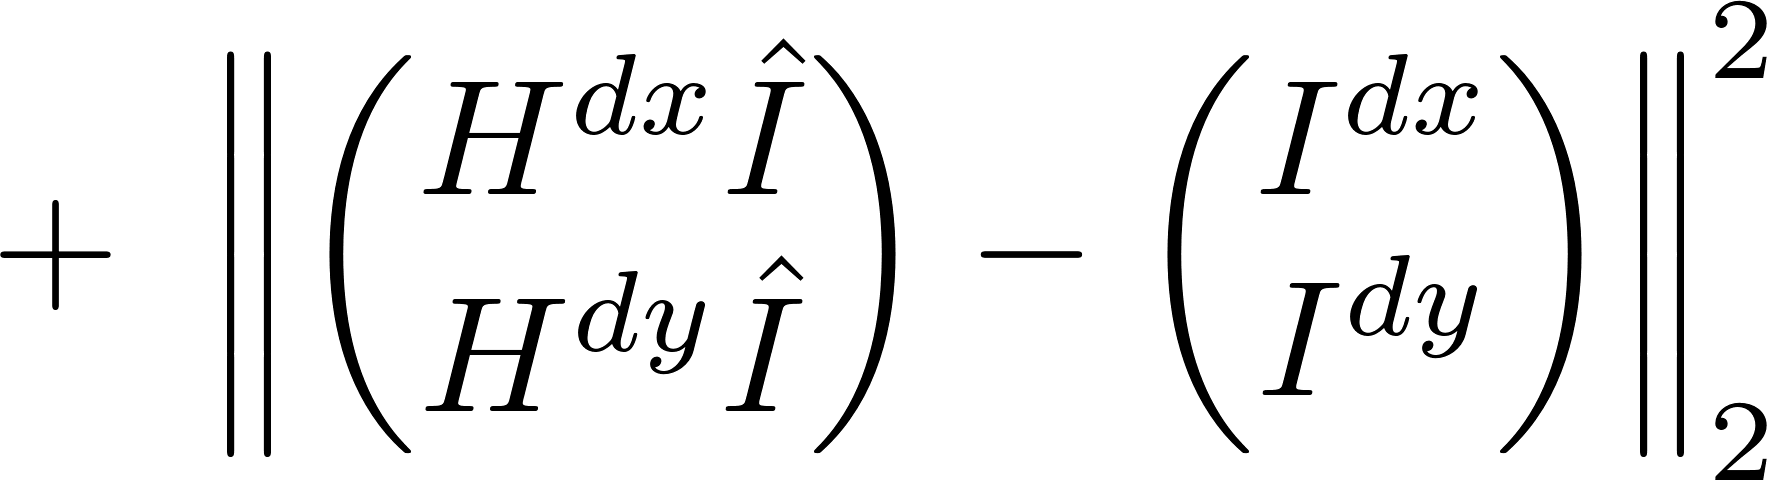 + \left\| \begin{pmatrix} H^{dx} \hat{I} \\ H^{dy} \hat{I} \end{pmatrix} - \begin{pmatrix} I^{dx} \\ I^{dy} \end{pmatrix} \right\|_2^2